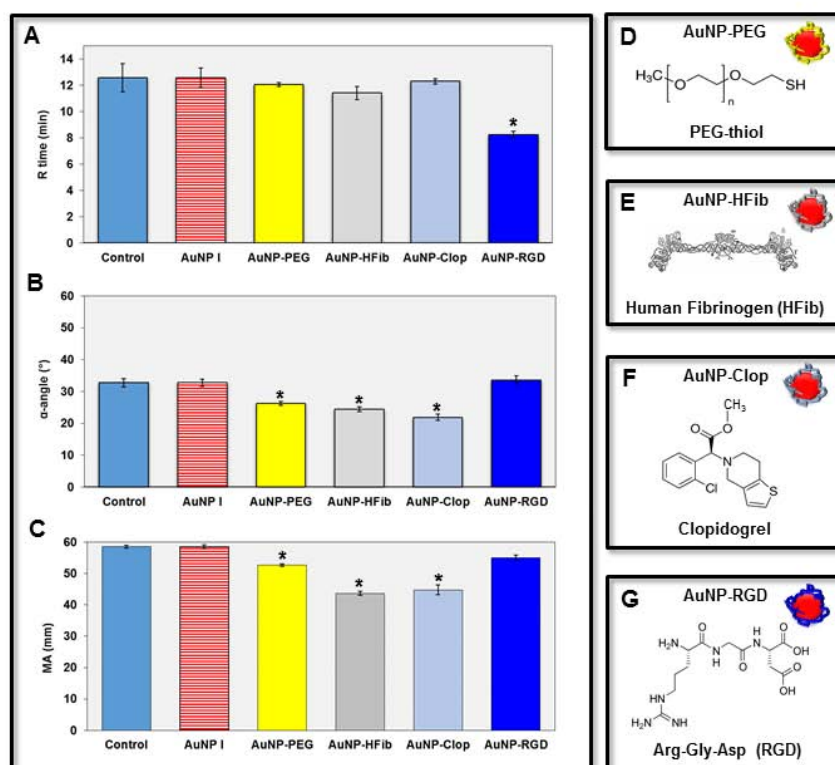 A
R time (min)
14
12
10
8
6
4
2
0
*
Control AuNP I AuNP-PEG AuNP-HFib AuNP-Clop AuNP-RGD
B
α-angle (°)
60
50
40
30
20
10
0
* * *
Control AuNP I AuNP-PEG AuNP-HFib AuNP-Clop AuNP-RGD
C
MA (mm)
60
50
40
30
20
10
0
* * *
Control AuNP I AuNP-PEG AuNP-HFib AuNP-Clop AuNP-RGD
D AuNP-PEG
H₃C O n O SH
PEG-thiol
E AuNP-HFib
Human Fibrinogen (HFib)
F AuNP-Clop
CH₃
O O
N
Cl S
Clopidogrel
G AuNP-RGD
O H O
H₂N NH N OH
O O
OH
HN
H₂N NH
Arg-Gly-Asp (RGD)